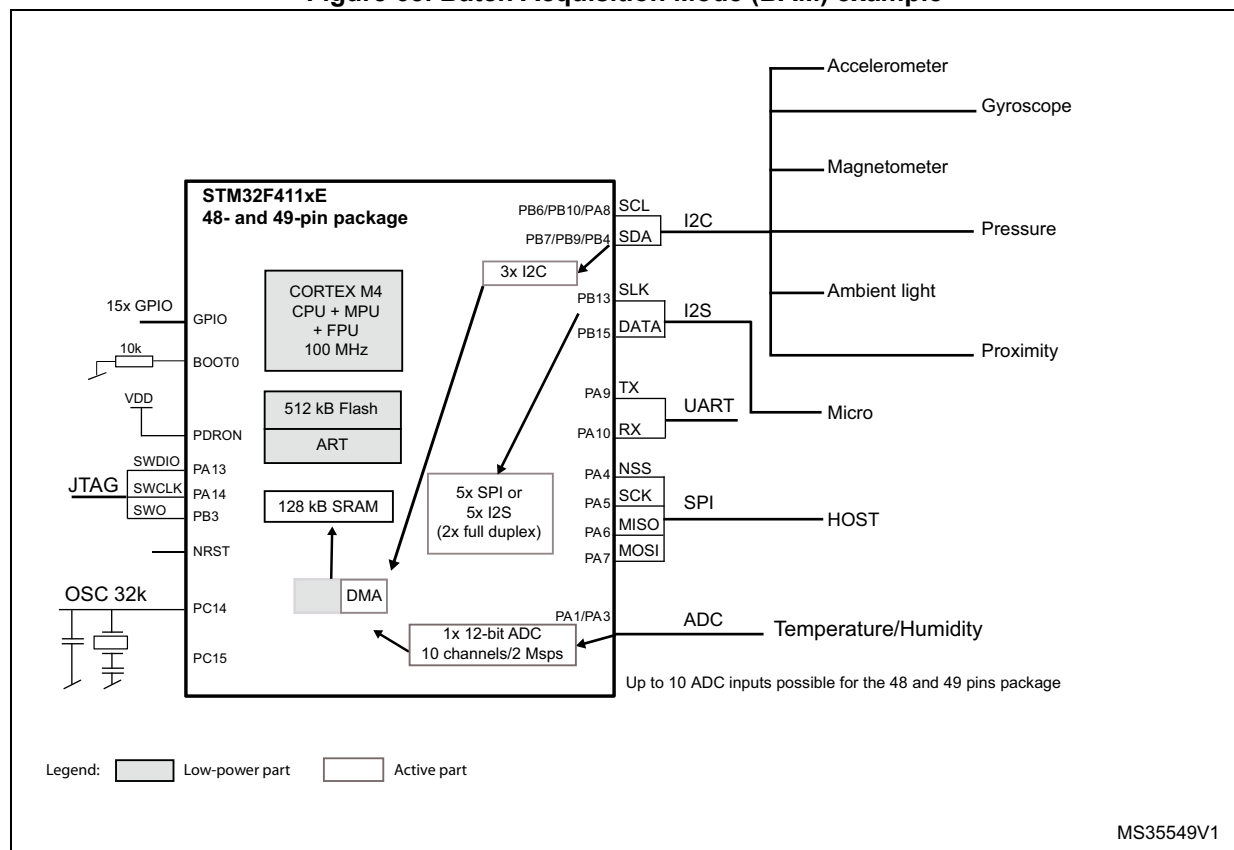 Accelerometer
Gyroscope
Magnetometer
Pressure
Ambient light
Proximity
Micro
HOST
Temperature/Humidity
STM32F411xE
48- and 49-pin package
PB6/PB10/PA8
SCL
I2C
PB7/PB9/PB4
SDA
3x I2C
CORTEX M4
CPU + MPU
+ FPU
100 MHz
PB13
SLK
I2S
PB15
DATA
15x GPIO
GPIO
10k
BOOT0
VDD
PDRON
512 kB Flash
ART
PA9
TX
UART
PA10
RX
JTAG
SWDIO
PA13
SWCLK
PA14
SWO
PB3
128 kB SRAM
5x SPI or
5x I2S
(2x full duplex)
PA4
NSS
PA5
SCK
SPI
PA6
MISO
PA7
MOSI
NRST
OSC 32k
PC14
PC15
DMA
PA1/PA3
ADC
1x 12-bit ADC
10 channels/2 Msps
Up to 10 ADC inputs possible for the 48 and 49 pins package
Legend:
Low-power part
Active part
MS35549V1